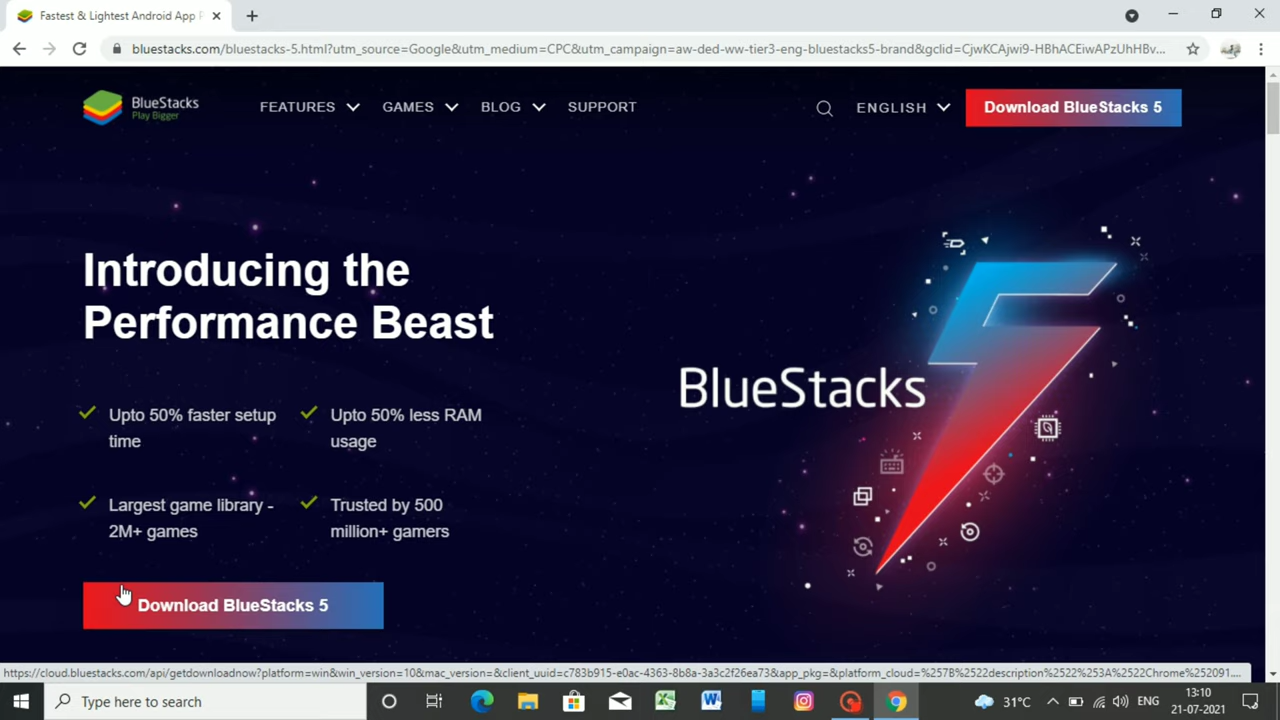 Fastest & Lightest Android App P
bluestacks.com/bluestacks-5.html?utm_source=Google&utm_medium=CPC&utm_campaign=aw-ded-ww-tier3-eng-bluestacks5-brand&gclid=CjwKCAjwi9-HBhACEiwAPzUhHBv...
BlueStacks
Play Bigger
FEATURES
GAMES
BLOG
SUPPORT
ENGLISH
Download BlueStacks 5
Introducing the
Performance Beast
BlueStacks
Upto 50% faster setup
time
Upto 50% less RAM
usage
Largest game library -
2M+ games
Trusted by 500
million+ gamers
Download BlueStacks 5
https://cloud.bluestacks.com/api/getdownloadnow?platform=win&win_version=10&mac_version=&client_uuid=c783b915-e0ac-4363-8b8a-3a3c2f26ea73&app_pkg=&platform_cloud=%257B%2522description%2522%253A%2522Chrome%252091....
Type here to search
31°C
ENG
13:10
21-07-2021